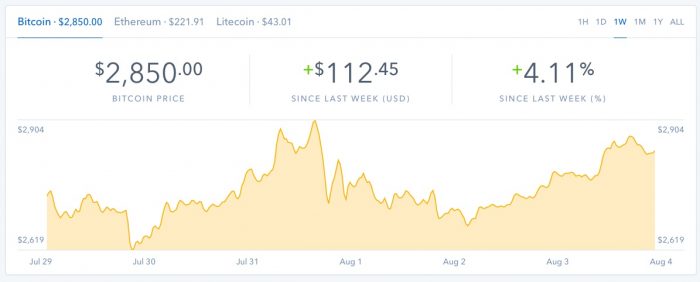 Bitcoin · $2,850.00 Ethereum · $221.91 Litecoin · $43.01 1H 1D 1W 1M 1Y ALL
$2,850.00 +$112.45 +4.11%
BITCOIN PRICE SINCE LAST WEEK (USD) SINCE LAST WEEK (%)
$2,904 $2,904
$2,619 $2,619
Jul 29 Jul 30 Jul 31 Aug 1 Aug 2 Aug 3 Aug 4